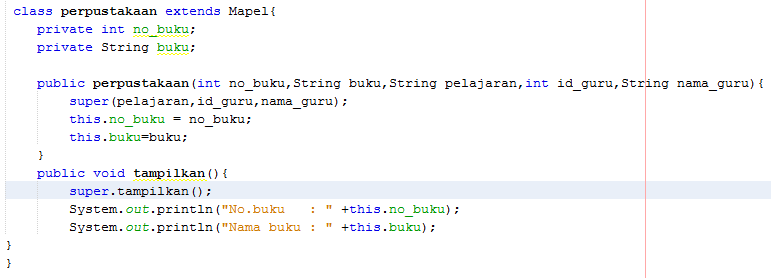 class perpustakaan extends Mapel{
private int no_buku;
private String buku;
public perpustakaan(int no_buku,String buku,String pelajaran,int id_guru,String nama_guru){
super(pelajaran,id_guru,nama_guru);
this.no_buku = no_buku;
this.buku=buku;
}
public void tampilkan(){
super.tampilkan();
System.out.println("No.buku   : " +this.no_buku);
System.out.println("Nama buku : " +this.buku);
}
}